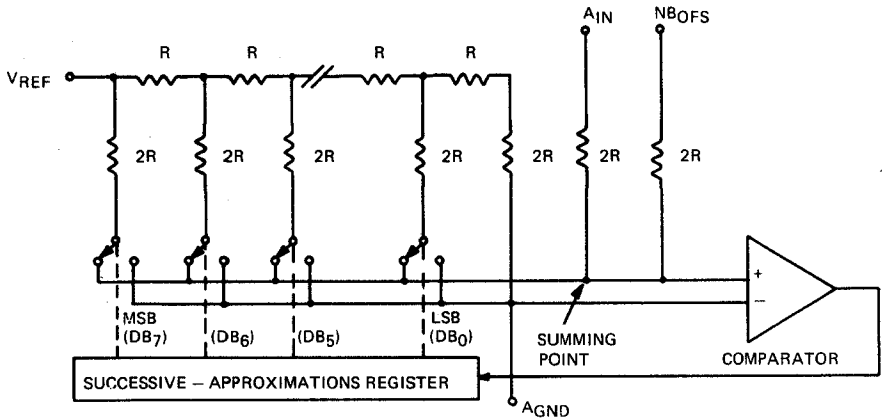 A_IN
NB_OFS
R
R
R
R
V_REF
2R
2R
2R
2R
2R
2R
2R
+
−
MSB
(DB₇)
(DB₆)
(DB₅)
LSB
(DB₀)
SUMMING
POINT
COMPARATOR
SUCCESSIVE – APPROXIMATIONS REGISTER
A_GND